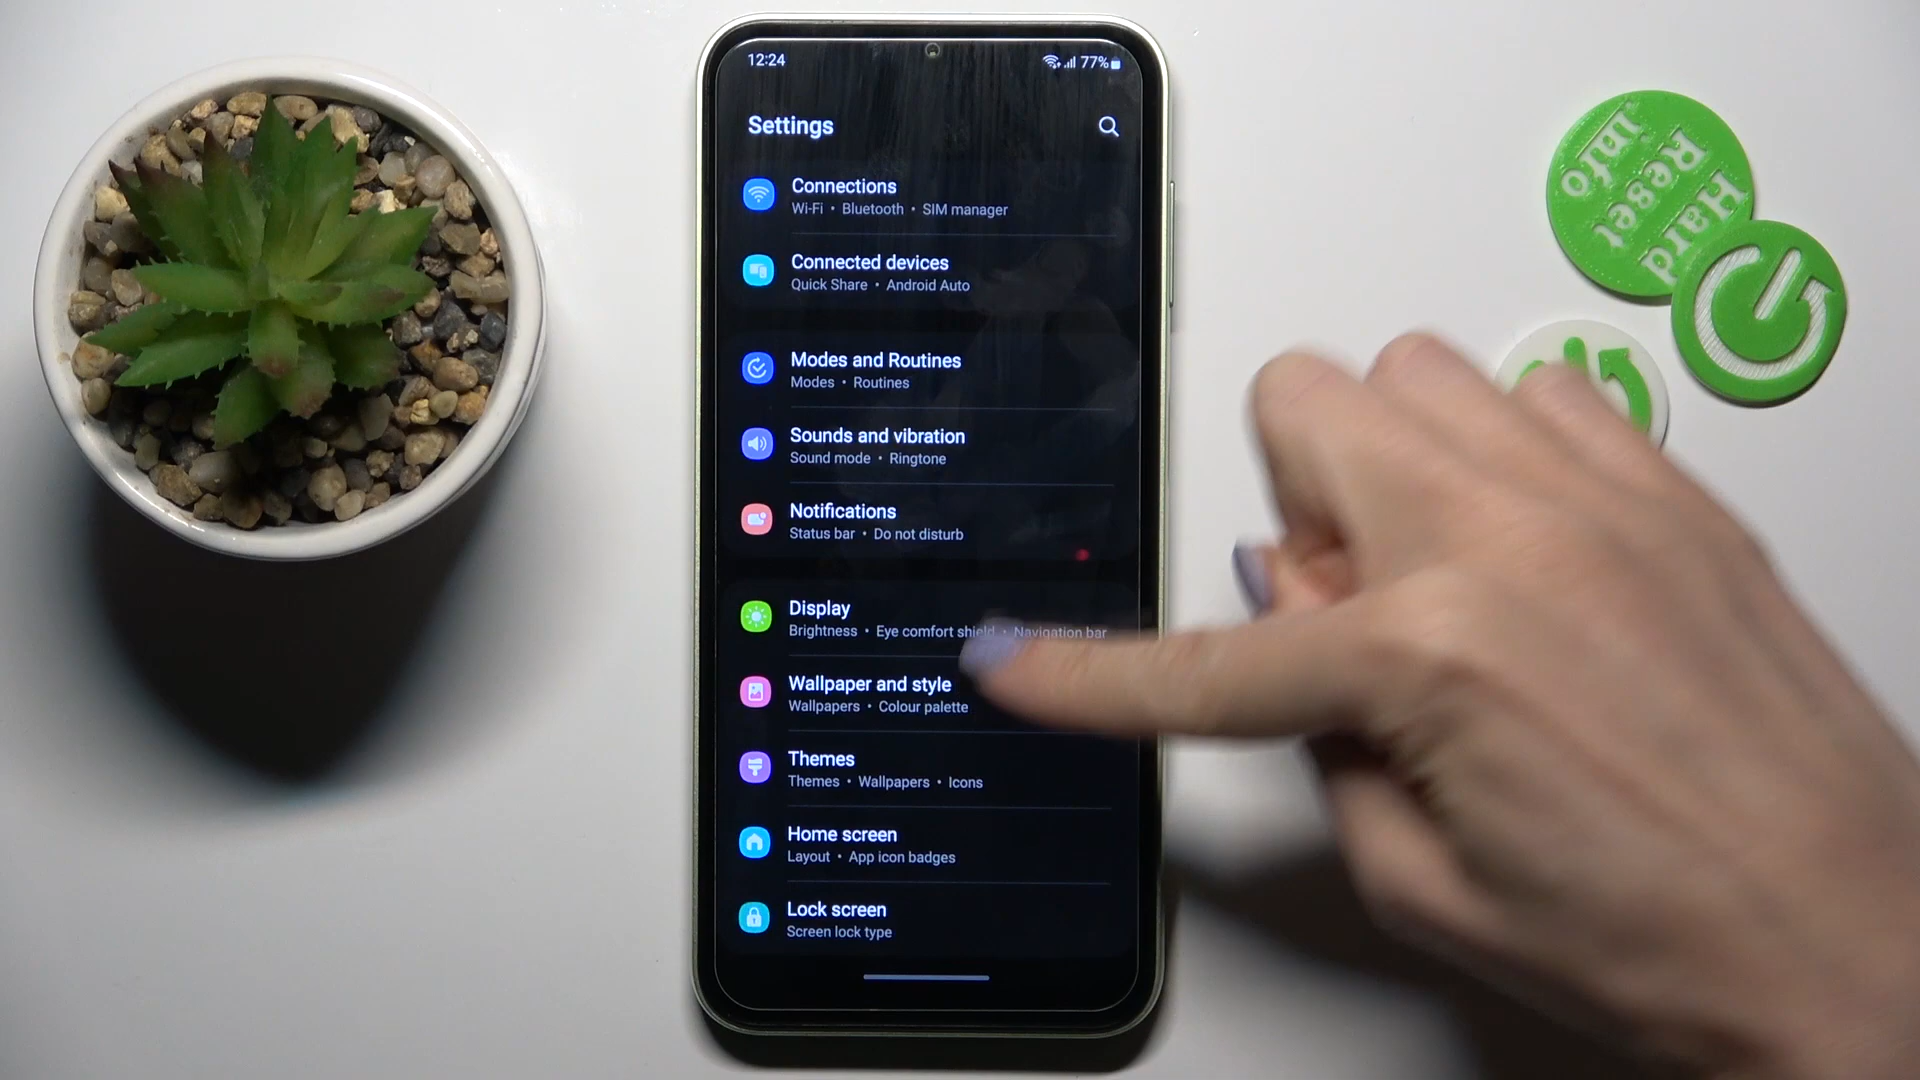 12:24
77%
Settings
Connections
Wi-Fi • Bluetooth • SIM manager
Connected devices
Quick Share • Android Auto
Modes and Routines
Modes • Routines
Sounds and vibration
Sound mode • Ringtone
Notifications
Status bar • Do not disturb
Display
Brightness • Eye comfort shield • Navigation bar
Wallpaper and style
Wallpapers • Colour palette
Themes
Themes • Wallpapers • Icons
Home screen
Layout • App icon badges
Lock screen
Screen lock type
Hard
Reset
info